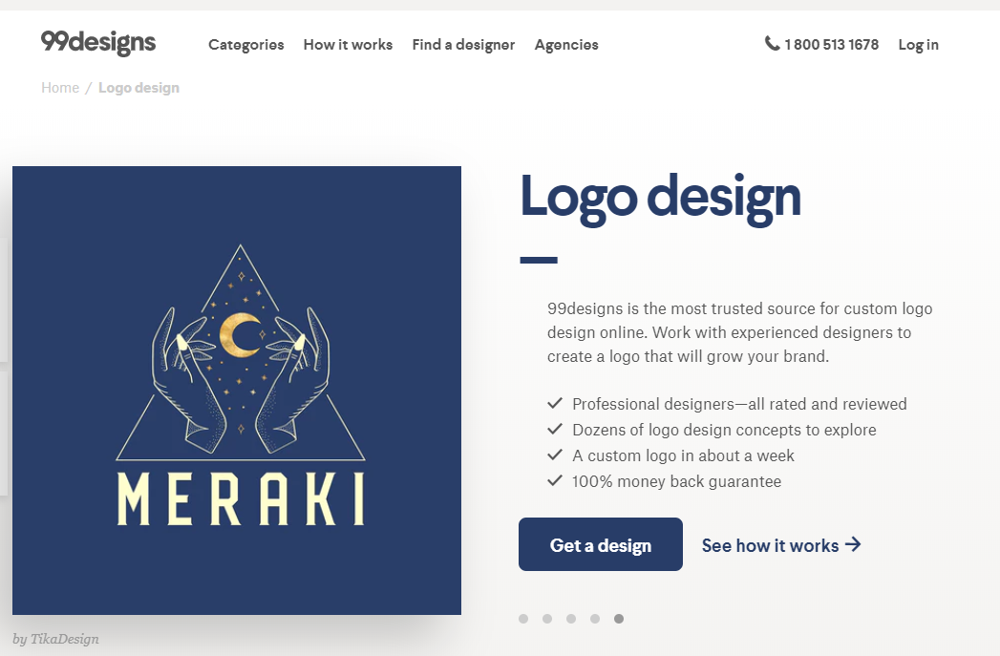 99designs
Categories How it works Find a designer Agencies
1 800 513 1678 Log in
Home / Logo design
MERAKI
by TikaDesign
Logo design
99designs is the most trusted source for custom logo
design online. Work with experienced designers to
create a logo that will grow your brand.
Professional designers—all rated and reviewed
Dozens of logo design concepts to explore
A custom logo in about a week
100% money back guarantee
Get a design
See how it works